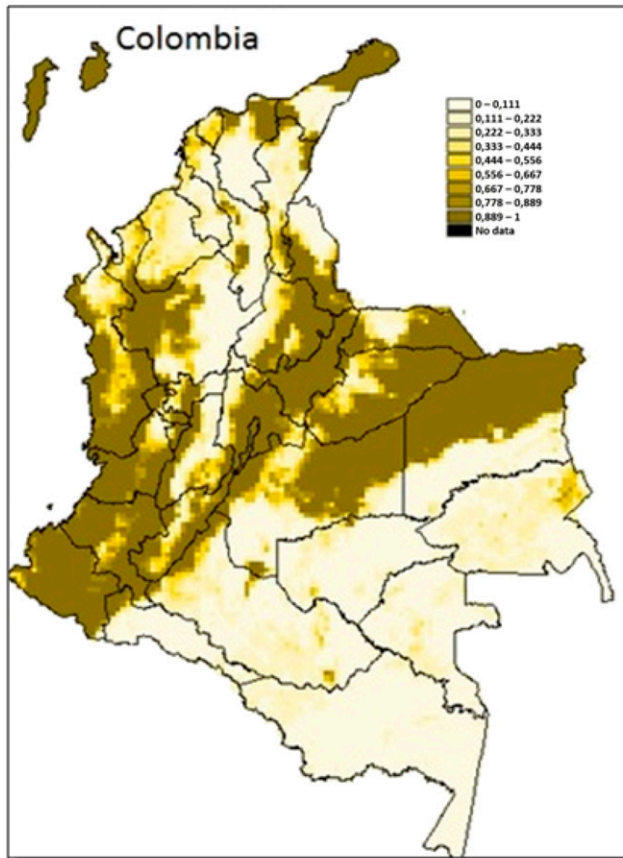 Colombia
0 – 0,111
0,111 – 0,222
0,222 – 0,333
0,333 – 0,444
0,444 – 0,556
0,556 – 0,667
0,667 – 0,778
0,778 – 0,889
0,889 – 1
No data